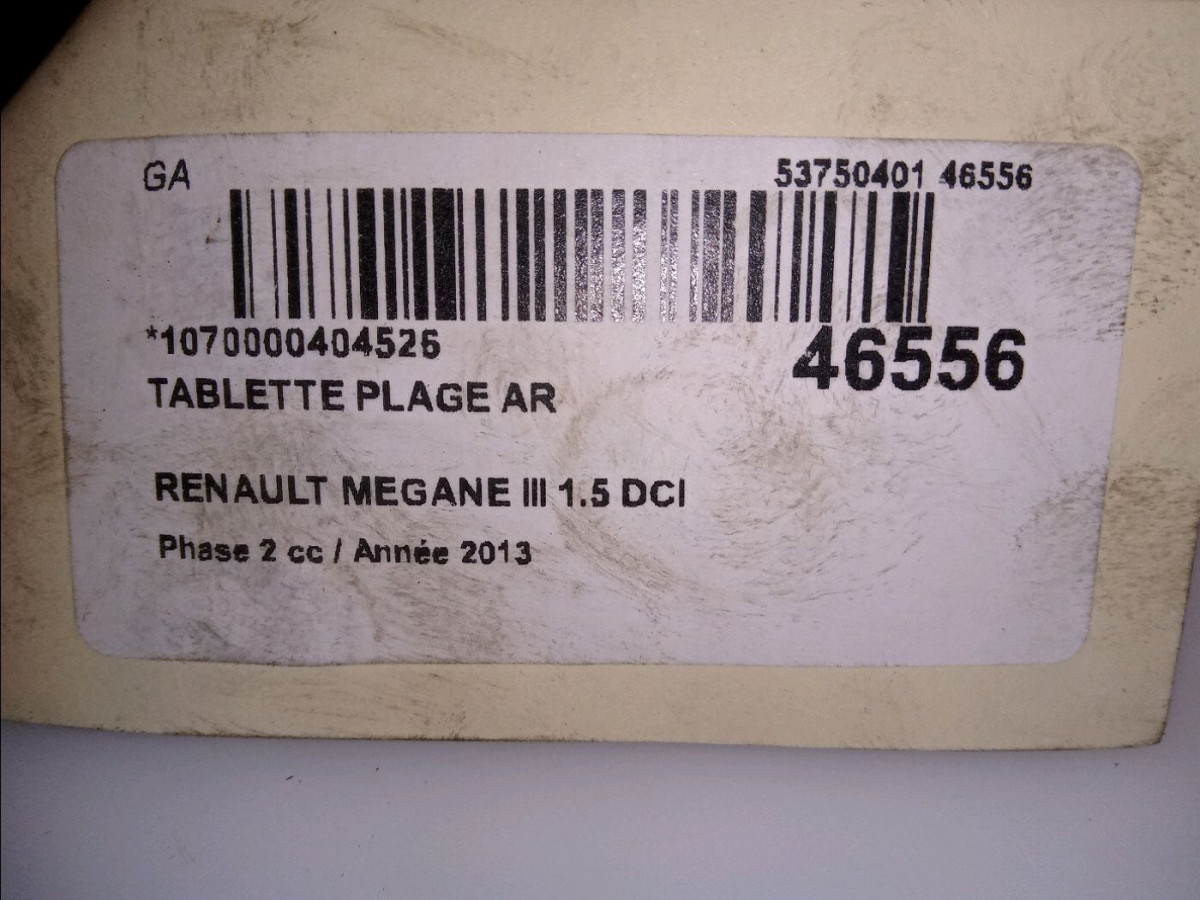 GA 53750401 46556
*1070000404526 46556
TABLETTE PLAGE AR
RENAULT MEGANE III 1.5 DCI
Phase 2 cc / Année 2013